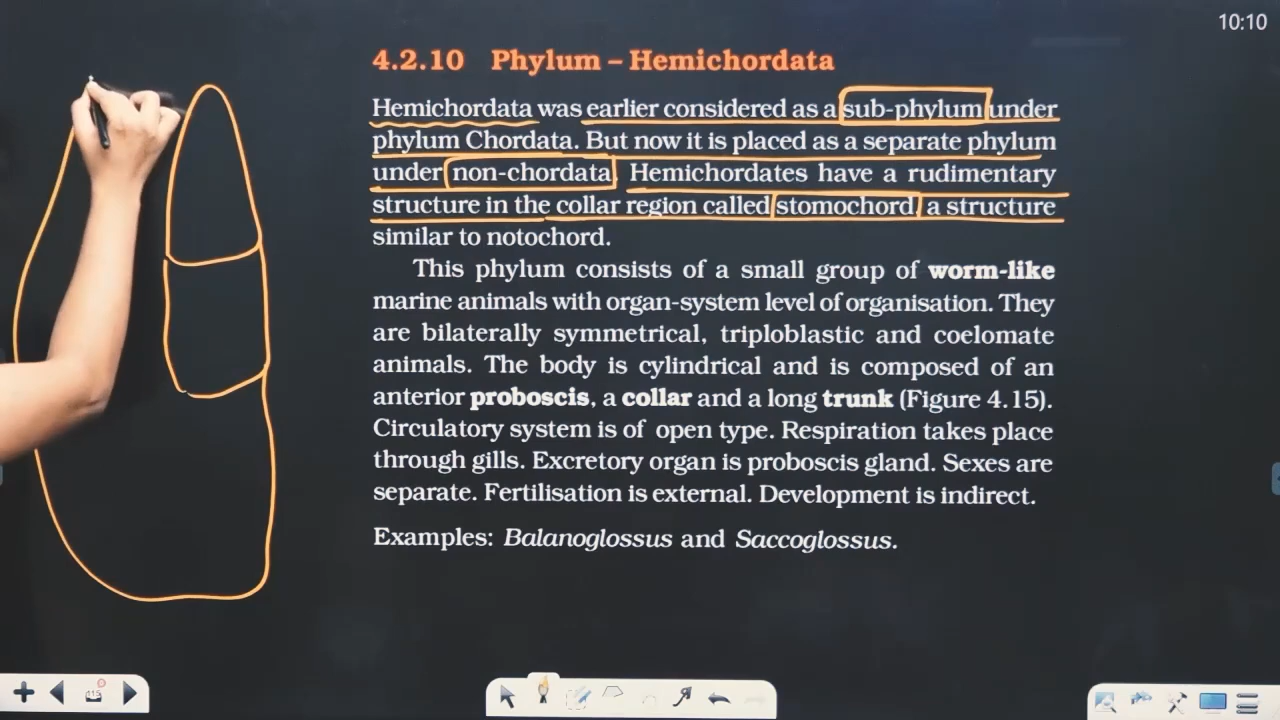 10:10
4.2.10 Phylum – Hemichordata
Hemichordata was earlier considered as a sub-phylum under
phylum Chordata. But now it is placed as a separate phylum
under non-chordata. Hemichordates have a rudimentary
structure in the collar region called stomochord, a structure
similar to notochord.
This phylum consists of a small group of worm-like
marine animals with organ-system level of organisation. They
are bilaterally symmetrical, triploblastic and coelomate
animals. The body is cylindrical and is composed of an
anterior proboscis, a collar and a long trunk (Figure 4.15).
Circulatory system is of open type. Respiration takes place
through gills. Excretory organ is proboscis gland. Sexes are
separate. Fertilisation is external. Development is indirect.
Examples: Balanoglossus and Saccoglossus.